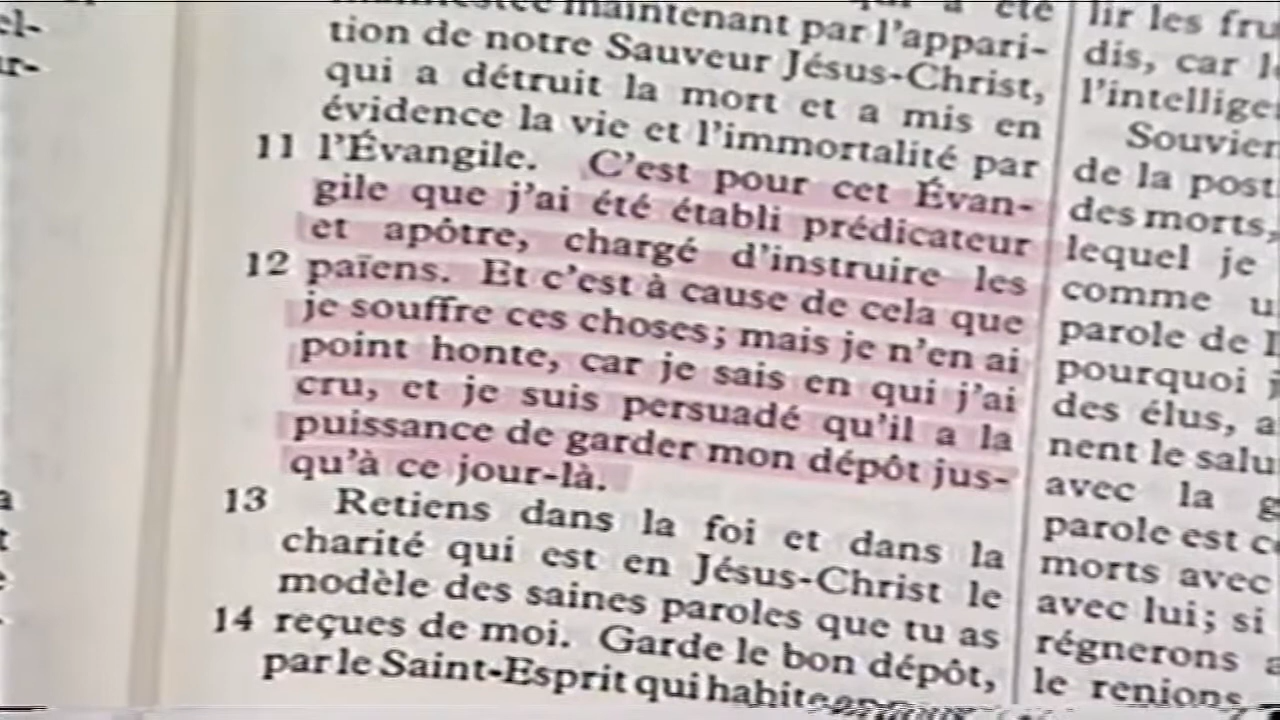 maintenant par l'appari-
tion de notre Sauveur Jésus-Christ,
qui a détruit la mort et a mis en
évidence la vie et l'immortalité par
11 l'Évangile. C'est pour cet Évan-
gile que j'ai été établi prédicateur
et apôtre, chargé d'instruire les
12 païens. Et c'est à cause de cela que
je souffre ces choses; mais je n'en ai
point honte, car je sais en qui j'ai
cru, et je suis persuadé qu'il a la
puissance de garder mon dépôt jus-
qu'à ce jour-là.
13 Retiens dans la foi et dans la
charité qui est en Jésus-Christ le
modèle des saines paroles que tu as
14 reçues de moi. Garde le bon dépôt,
par le Saint-Esprit qui habite
lir les
dis, car
Souvien
de la
des morts,
lequel je
comme
parole de
pourquoi
des élus,
nent le
avec la
parole est
morts avec
avec lui; si
régnerons
le renions,